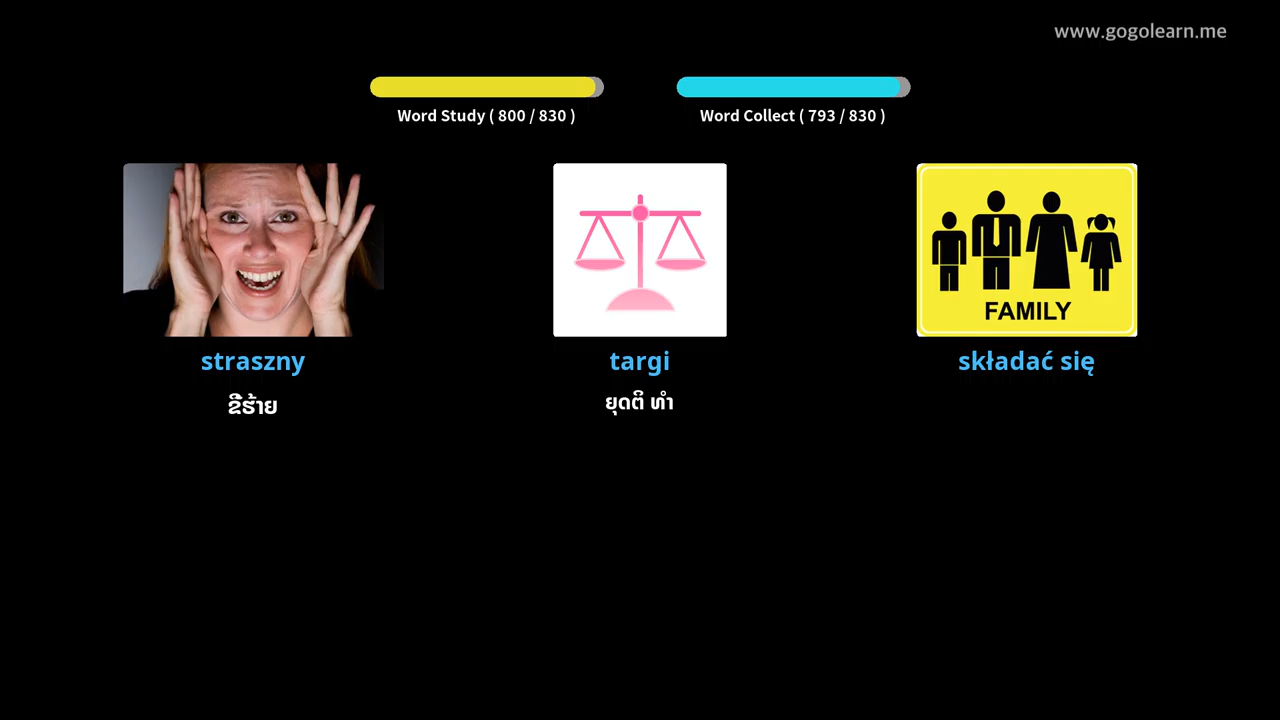 www.gogolearn.me
Word Study ( 800 / 830 )
Word Collect ( 793 / 830 )
FAMILY
straszny
targi
składać się
ຂີ້ຮ້າຍ
ຍຸດຕິ ທຳ